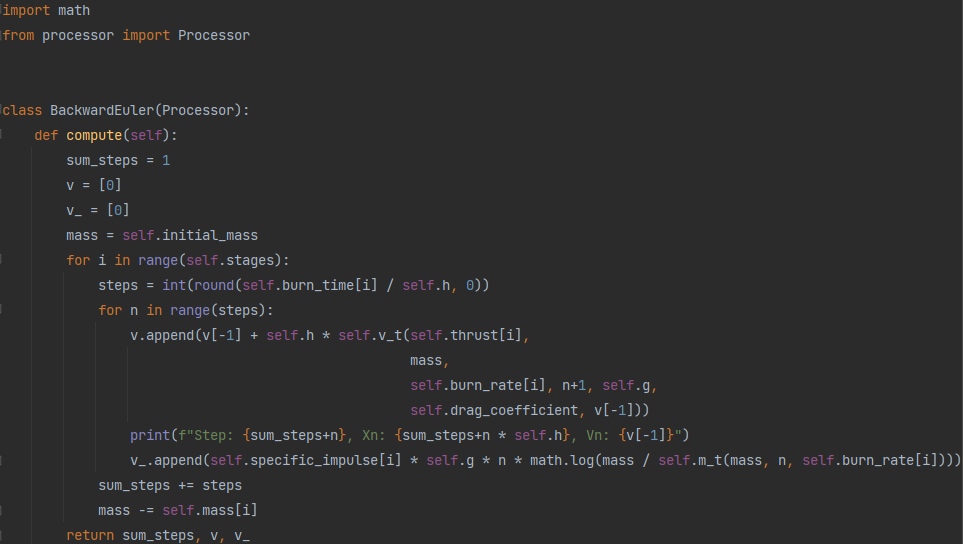 import math
from processor import Processor
class BackwardEuler(Processor):
    def compute(self):
        sum_steps = 1
        v = [0]
        v_ = [0]
        mass = self.initial_mass
        for i in range(self.stages):
            steps = int(round(self.burn_time[i] / self.h, 0))
            for n in range(steps):
                v.append(v[-1] + self.h * self.v_t(self.thrust[i],
                                                   mass,
                                                   self.burn_rate[i], n+1, self.g,
                                                   self.drag_coefficient, v[-1]))
                print(f"Step: {sum_steps+n}, Xn: {sum_steps+n * self.h}, Vn: {v[-1]}")
                v_.append(self.specific_impulse[i] * self.g * n * math.log(mass / self.m_t(mass, n, self.burn_rate[i])))
            sum_steps += steps
            mass -= self.mass[i]
        return sum_steps, v, v_